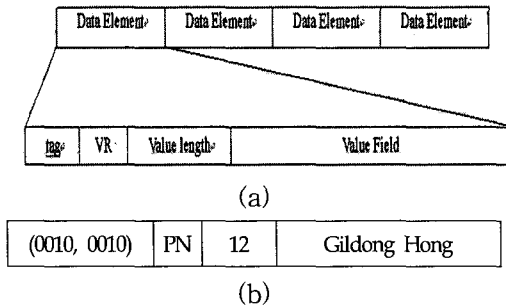 Data Element Data Element Data Element Data Element
tag VR Value length Value Field
(a)
(0010, 0010) PN 12 Gildong Hong
(b)